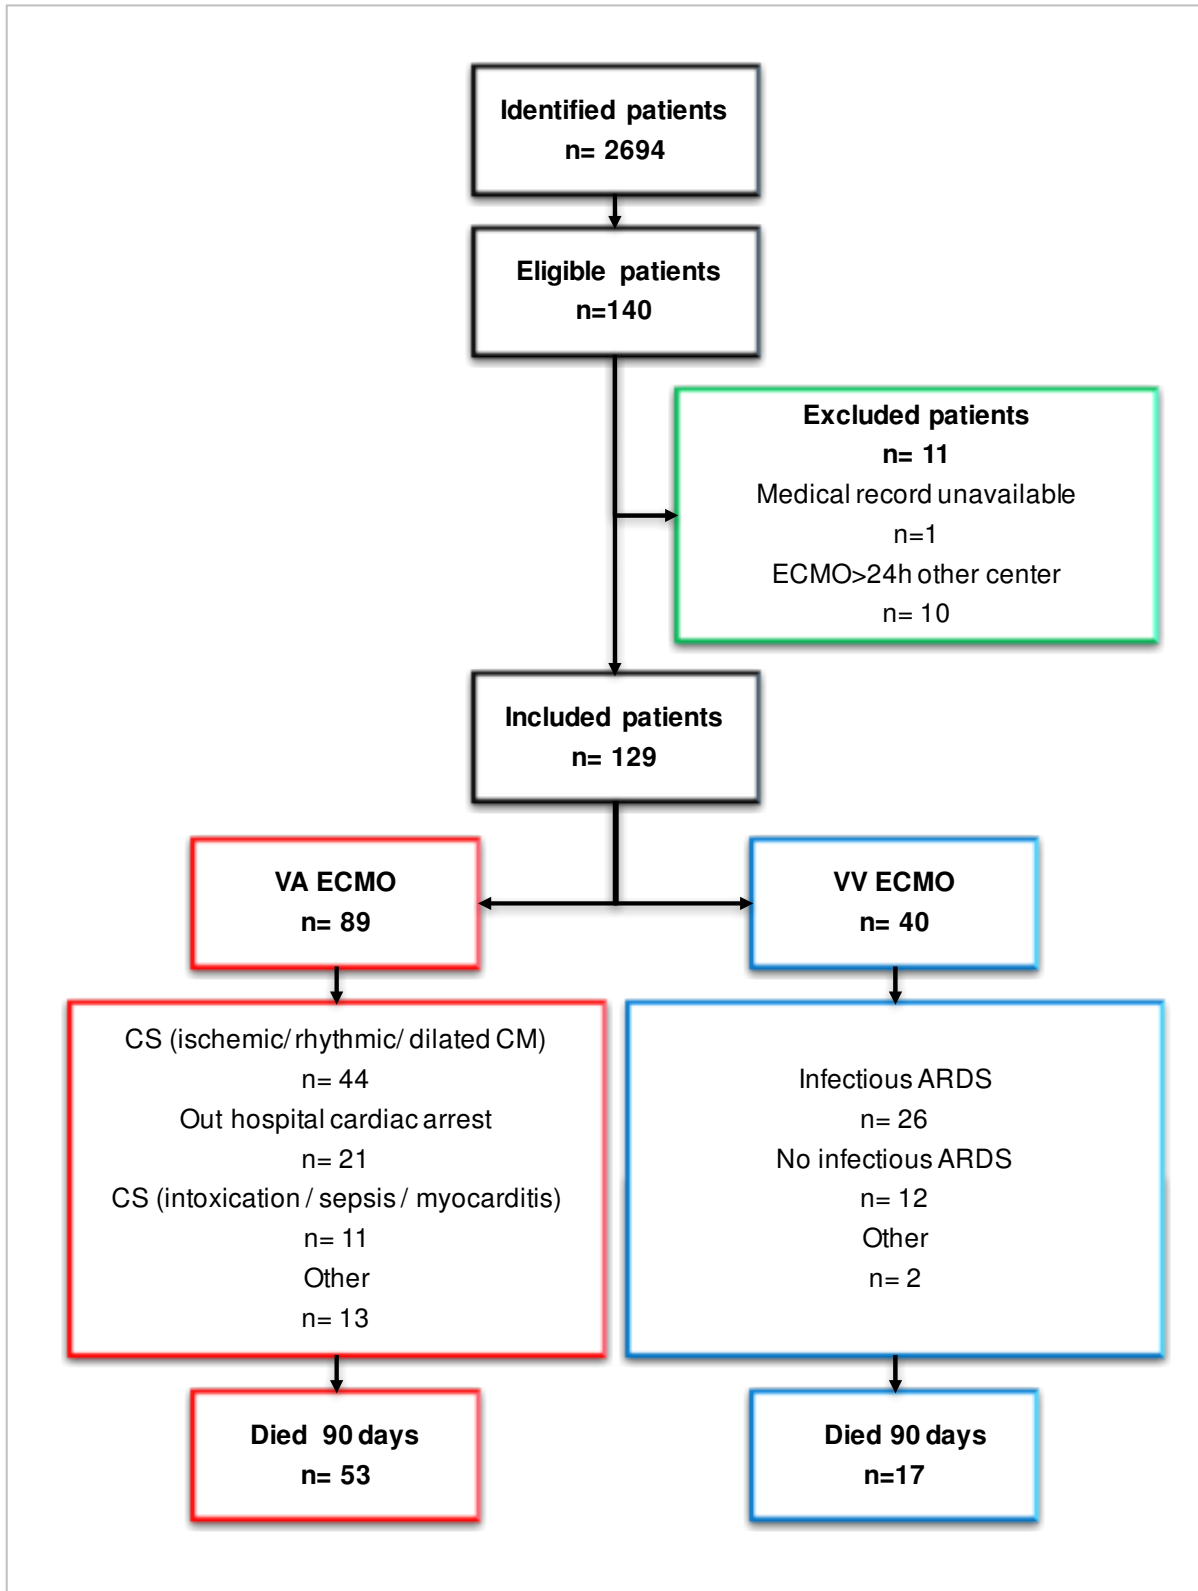 Identified patients
n= 2694
Eligible patients
n=140
Excluded patients
n= 11
Medical record unavailable
n=1
ECMO>24h other center
n= 10
Included patients
n= 129
VA ECMO
n= 89
VV ECMO
n= 40
CS (ischemic/ rhythmic/ dilated CM)
n= 44
Out hospital cardiac arrest
n= 21
CS (intoxication / sepsis / myocarditis)
n= 11
Other
n= 13
Infectious ARDS
n= 26
No infectious ARDS
n= 12
Other
n= 2
Died 90 days
n= 53
Died 90 days
n=17